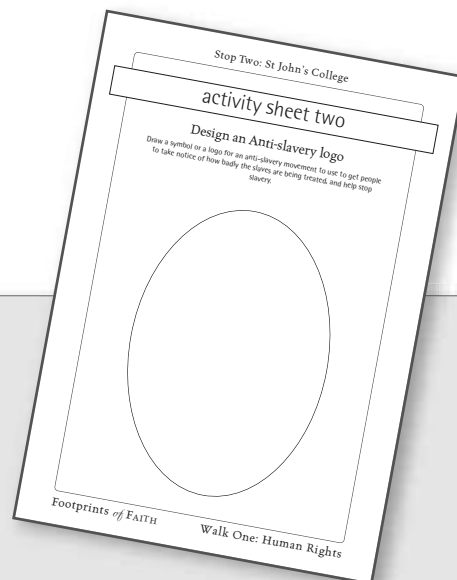 Stop Two: St John's College
activity sheet two
Design an Anti-slavery logo
Draw a symbol or a logo for an anti-slavery movement to use to get people
to take notice of how badly the slaves are being treated, and help stop
slavery.
Footprints of FAITH
Walk One: Human Rights